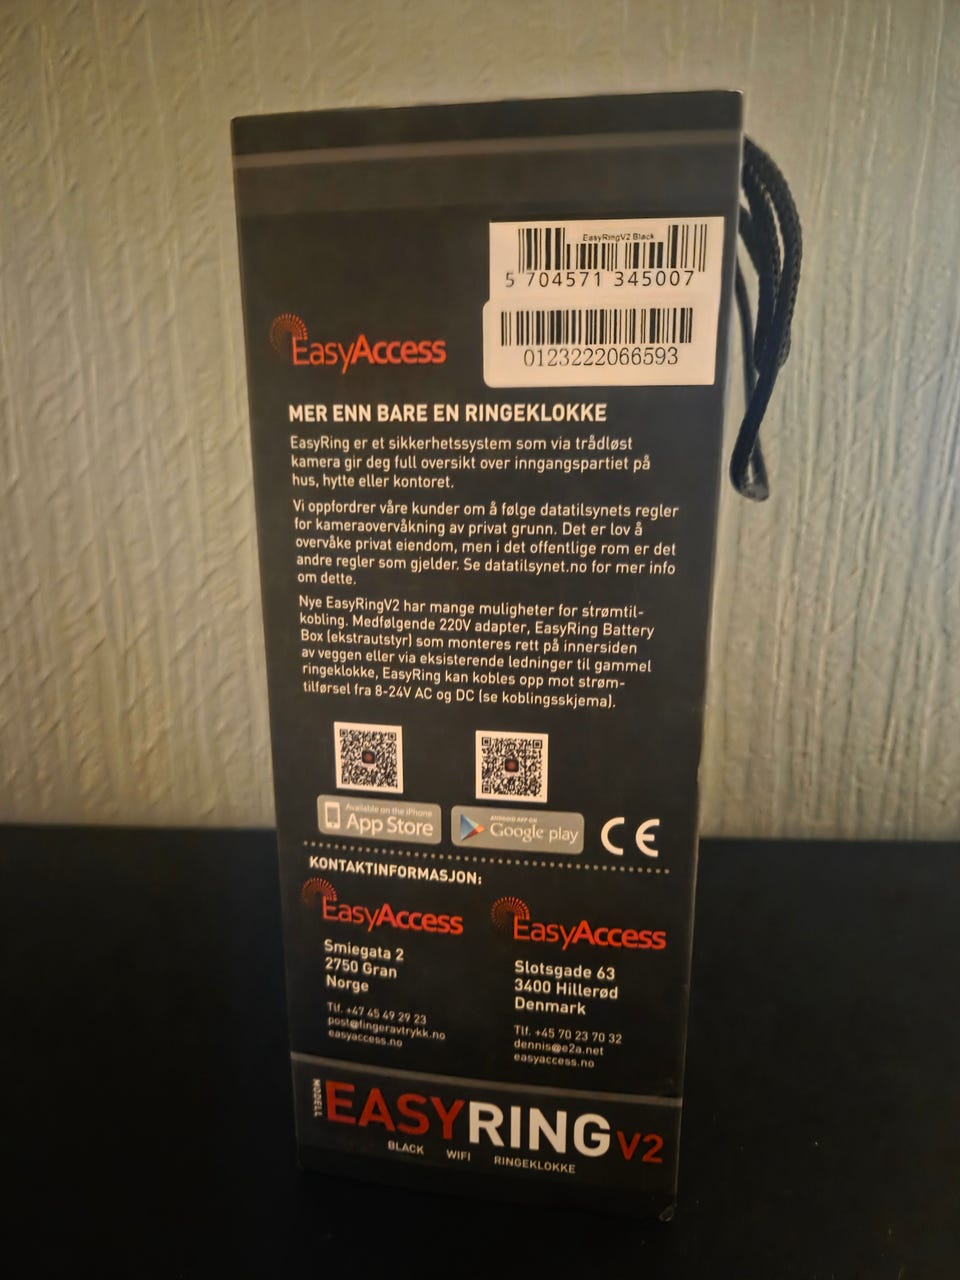 EasyRingV2 Black
5 704571 345007
0123222066593
EasyAccess
MER ENN BARE EN RINGEKLOKKE
EasyRing er et sikkerhetssystem som via trådløst
kamera gir deg full oversikt over inngangspartiet på
hus, hytte eller kontoret.
Vi oppfordrer våre kunder om å følge datatilsynets regler
for kameraovervåkning av privat grunn. Det er lov å
overvåke privat eiendom, men i det offentlige rom er det
andre regler som gjelder. Se datatilsynet.no for mer info
om dette.
Nye EasyRingV2 har mange muligheter for strømtil-
kobling. Medfølgende 220V adapter, EasyRing Battery
Box (ekstrautstyr) som monteres rett på innersiden
av veggen eller via eksisterende ledninger til gammel
ringeklokke, EasyRing kan kobles opp mot strøm-
tilførsel fra 8-24V AC og DC (se koblingsskjema).
Available on the iPhone
App Store
ANDROID APP ON
Google play
CE
KONTAKTINFORMASJON:
EasyAccess
Smiegata 2
2750 Gran
Norge
Tlf. +47 45 49 29 23
post@fingeravtrykk.no
easyaccess.no
EasyAccess
Slotsgade 63
3400 Hillerød
Denmark
Tlf. +45 70 23 70 32
dennis@e2a.net
easyaccess.no
MODELL
EASYRING V2
BLACK WIFI RINGEKLOKKE